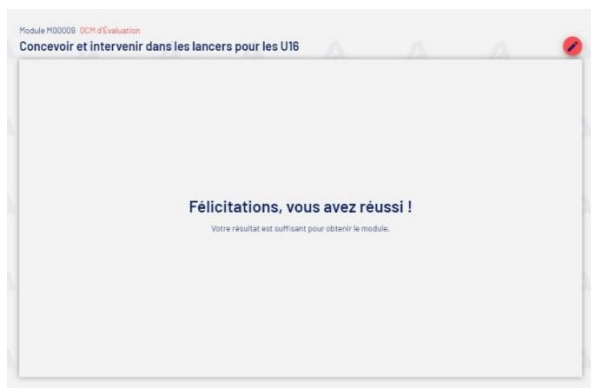 Module M00009 QCM d'Évaluation
Concevoir et intervenir dans les lancers pour les U16
Félicitations, vous avez réussi !
Votre résultat est suffisant pour obtenir le module.